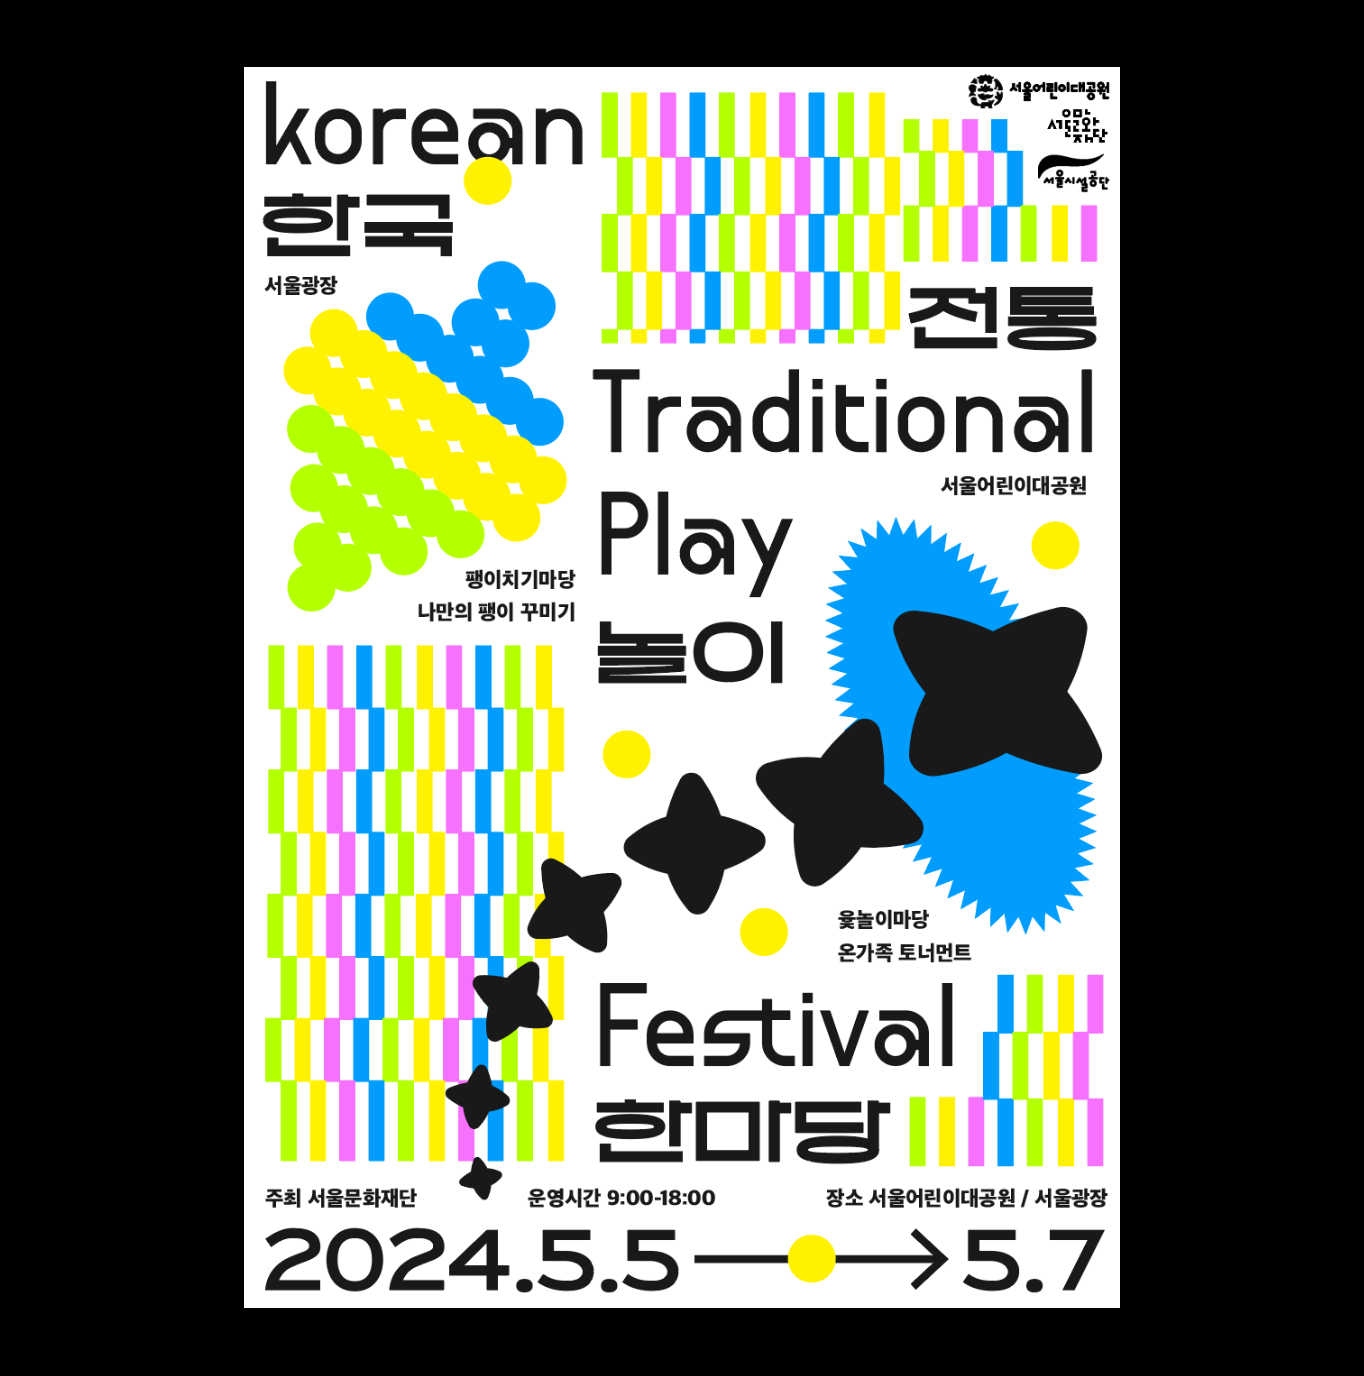 korean
한국
서울광장
서울어린이대공원
서울문화재단
서울시설공단
전통
Traditional
서울어린이대공원
Play
놀이
팽이치기마당
나만의 팽이 꾸미기
윷놀이마당
온가족 토너먼트
Festival
한마당
주최 서울문화재단
운영시간 9:00-18:00
장소 서울어린이대공원 / 서울광장
2024.5.5
5.7